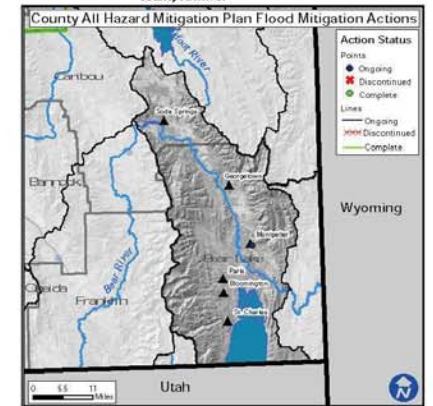 County All Hazard Mitigation Plan Flood Mitigation Actions
Action Status
Points
Ongoing
Discontinued
Complete
Lines
Ongoing
Discontinued
Complete
River
Caribou
Soda Springs
Bannock
Georgetown
Wyoming
Montpelier
Bear Lake
Paris
Bloomington
Oneida
Franklin
Bear River
St. Charles
0 5.5 11
Miles
Utah
N